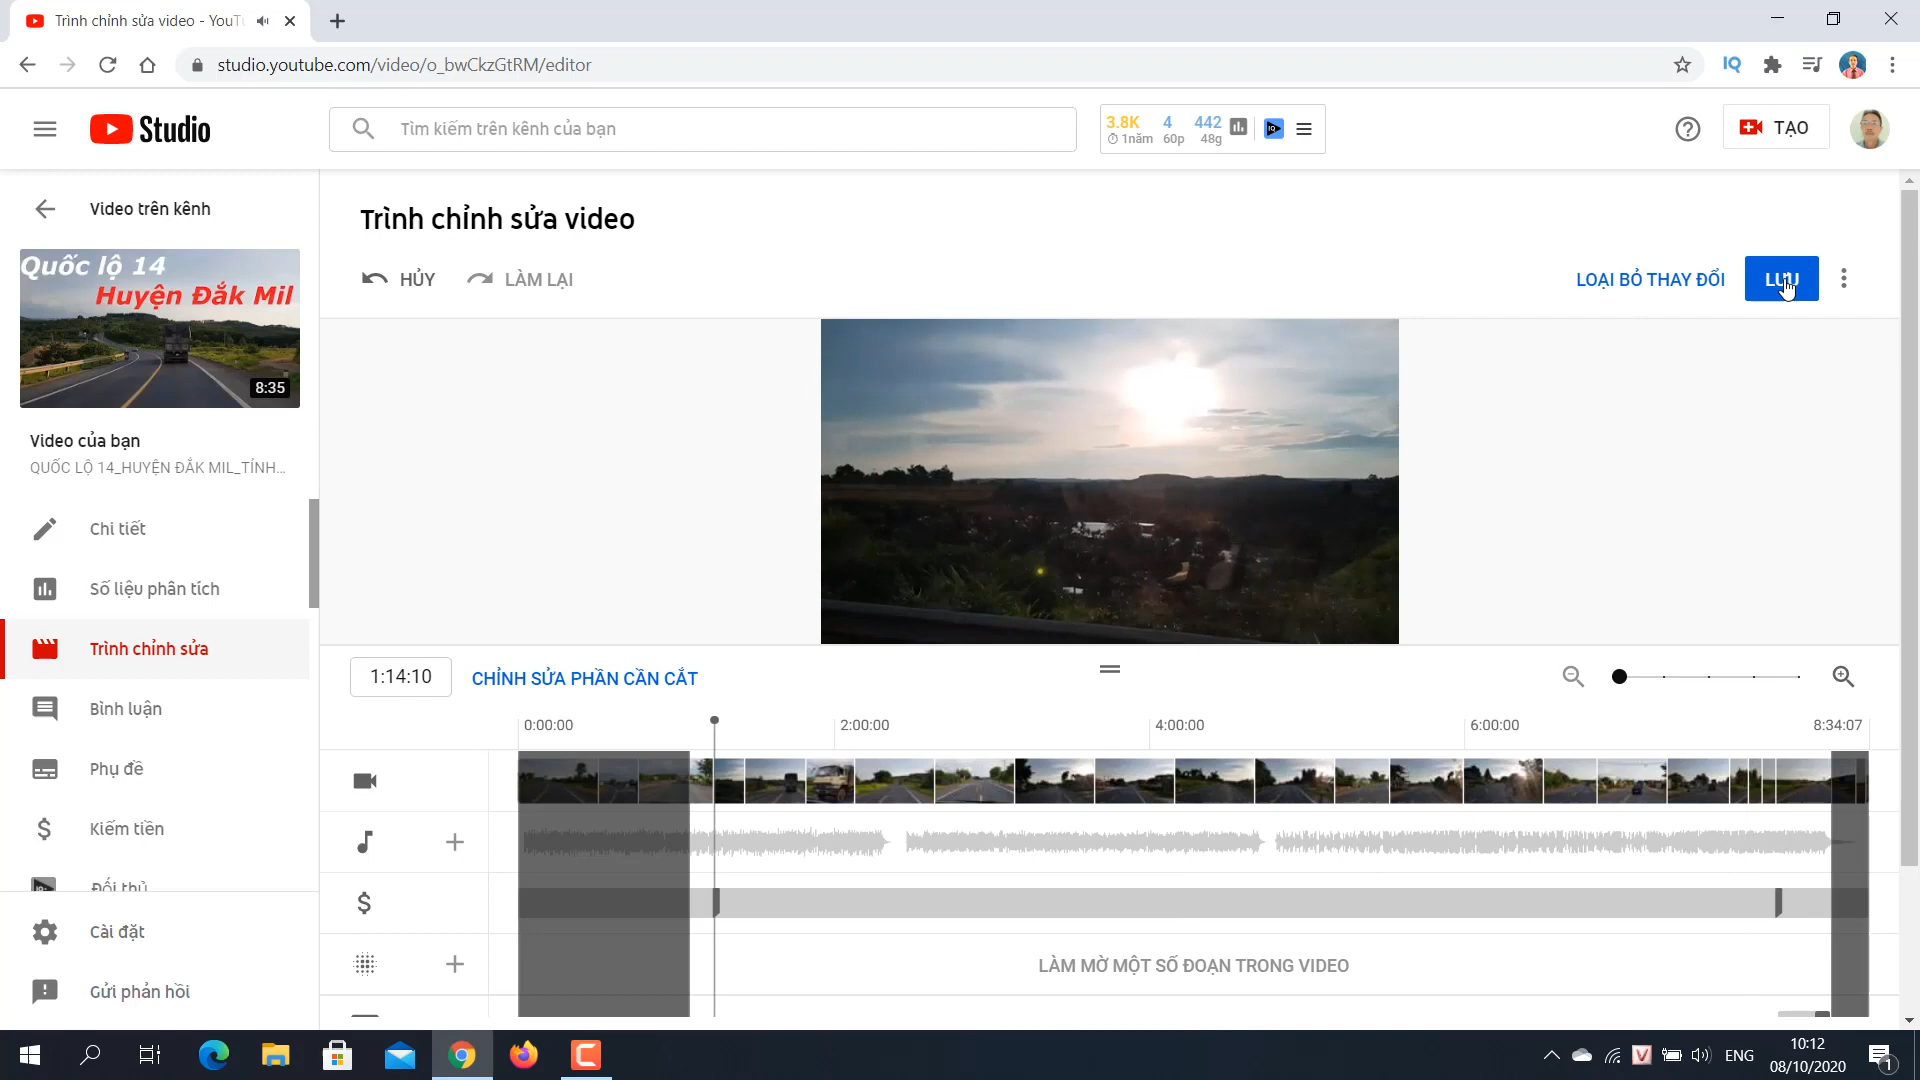 Trình chỉnh sửa video - YouTu
studio.youtube.com/video/o_bwCkzGtRM/editor
IQ
Studio
Tìm kiếm trên kênh của bạn
3.8K 4 442
1năm 60p 48g
TẠO
Video trên kênh
Quốc lộ 14
Huyện Đắk Mil
8:35
Video của bạn
QUỐC LỘ 14_HUYỆN ĐẮK MIL_TỈNH...
Chi tiết
Số liệu phân tích
Trình chỉnh sửa
Bình luận
Phụ đề
Kiếm tiền
Đối thủ
Cài đặt
Gửi phản hồi
Trình chỉnh sửa video
HỦY LÀM LẠI
LOẠI BỎ THAY ĐỔI LƯU
1:14:10 CHỈNH SỬA PHẦN CẦN CẮT
0:00:00 2:00:00 4:00:00 6:00:00 8:34:07
LÀM MỜ MỘT SỐ ĐOẠN TRONG VIDEO
ENG
10:12
08/10/2020
1